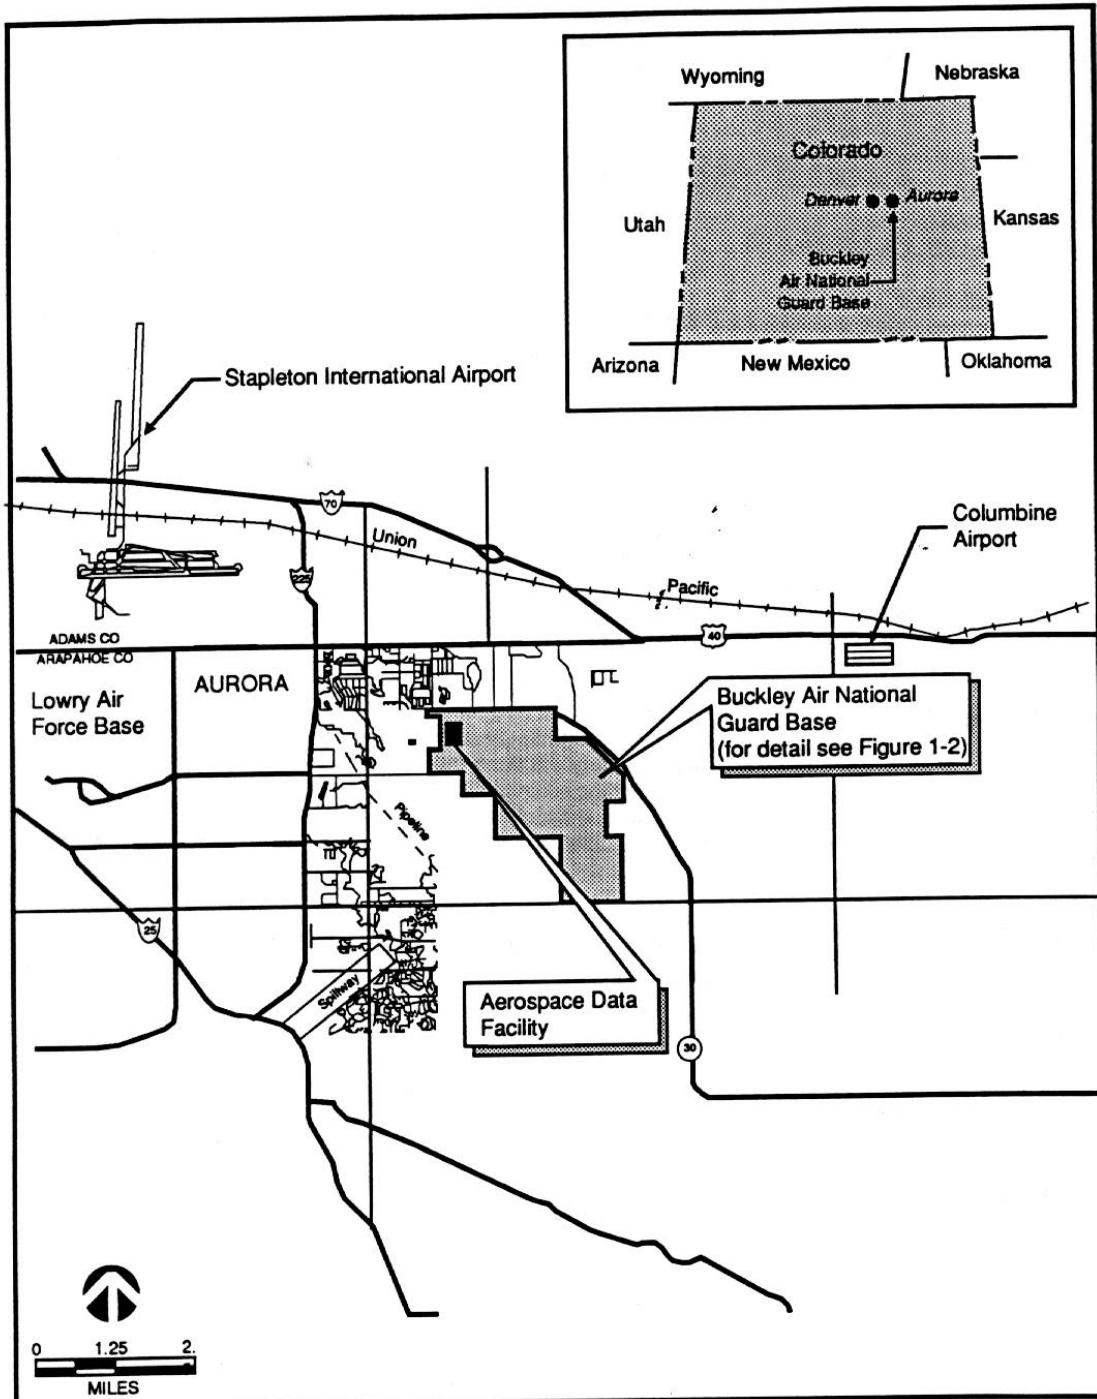 Wyoming
Nebraska
Colorado
Denver
Aurora
Utah
Kansas
Buckley
Air National
Guard Base
Arizona
New Mexico
Oklahoma
Stapleton International Airport
70
Union
Columbine
Airport
225
Pacific
40
ADAMS CO
ARAPAHOE CO
Lowry Air
Force Base
AURORA
Buckley Air National
Guard Base
(for detail see Figure 1-2)
Pipeline
25
Spillway
Aerospace Data
Facility
30
0 1.25 2.
MILES